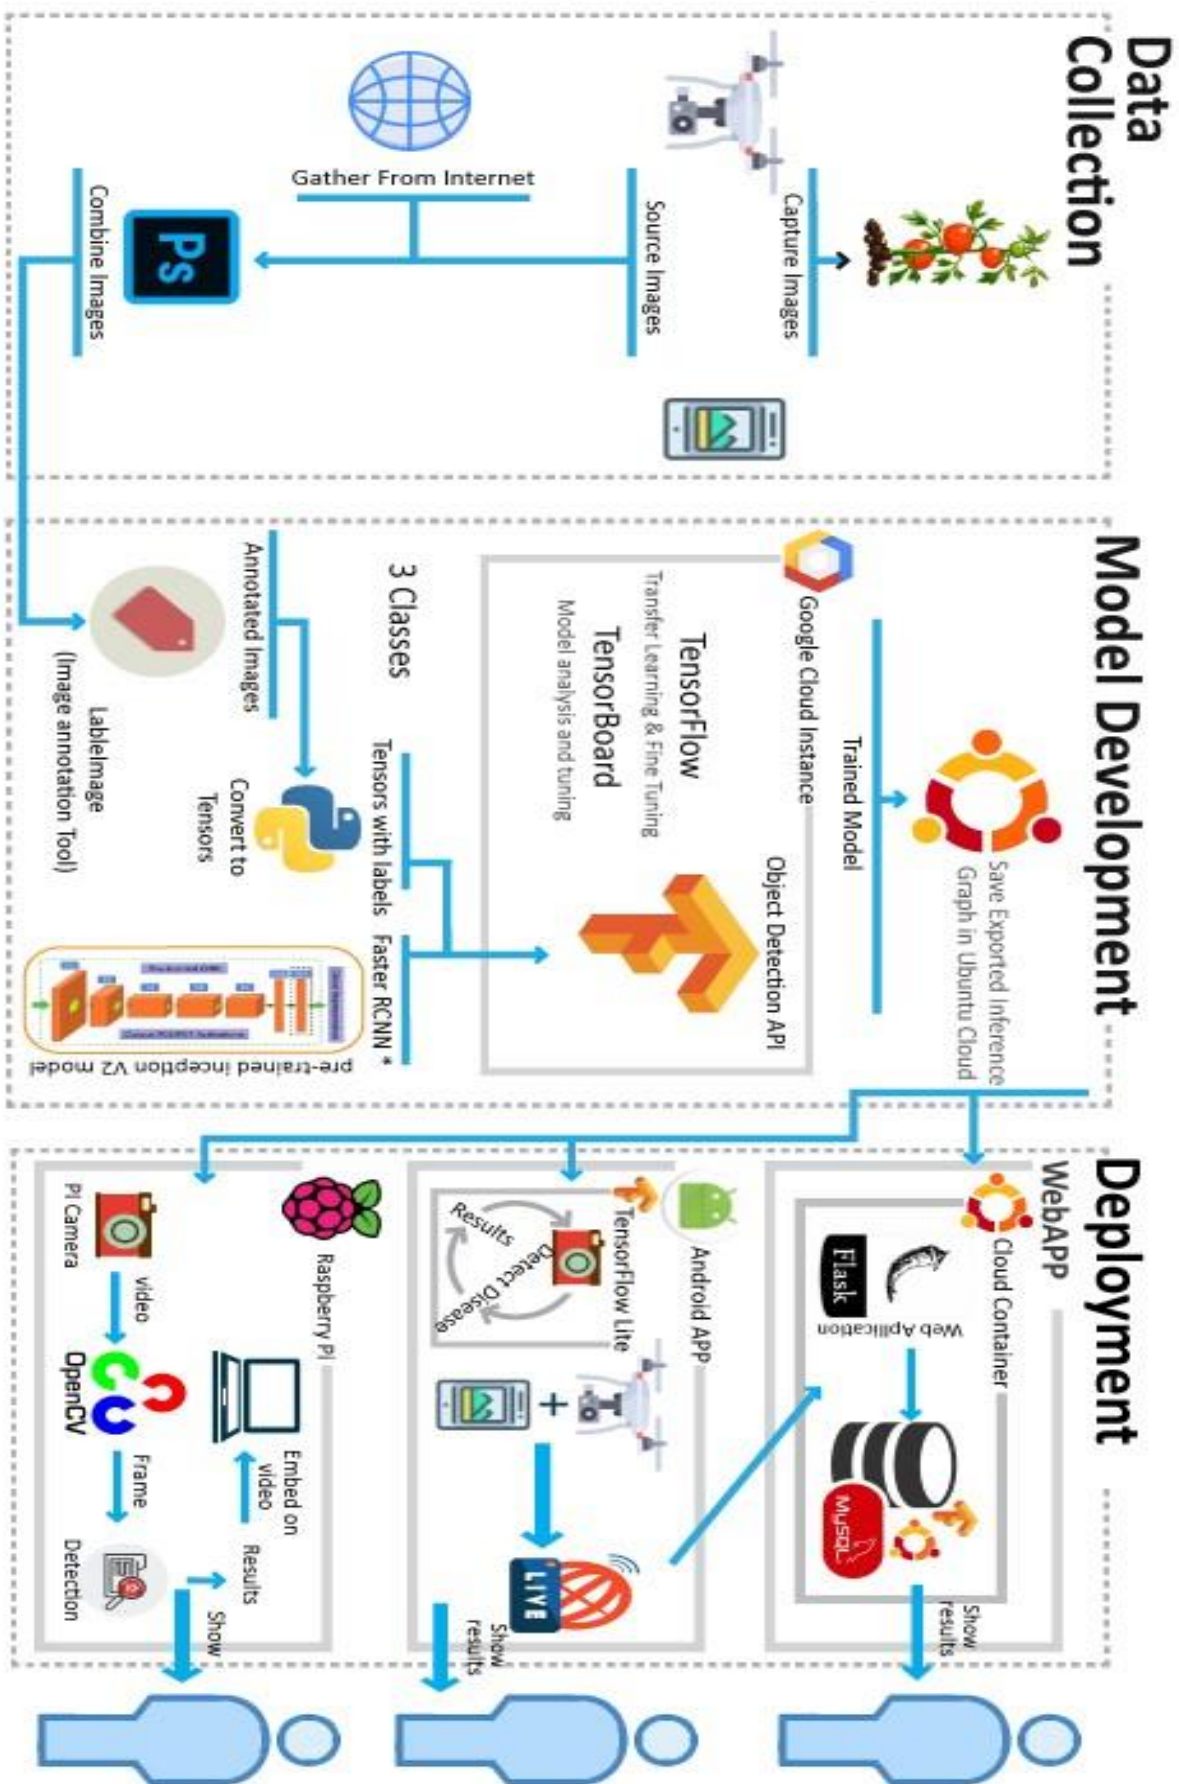 Data
Collection
Capture Images
Source Images
Gather From Internet
Ps
Combine Images
Model Development
Save Exported Inference
Graph in Ubuntu Cloud
Trained Model
Google Cloud Instance
Object Detection API
TensorFlow
Transfer Learning & Fine Tuning
TensorBoard
Model analysis and tuning
3 Classes
Tensors with labels
Faster RCNN *
Annotated Images
Convert to
Tensors
LableImage
(Image annotation Tool)
pre-trained inception V2 model
Deployment
WebAPP
Cloud Container
Flask
Web Apllication
MySQL
Show
results
Android APP
TensorFlow Lite
Results
Detect Disease
+
LIVE
Show
results
Raspberry Pi
Pi Camera
video
OpenCV
Frame
Detection
Results
Embed on
video
Show